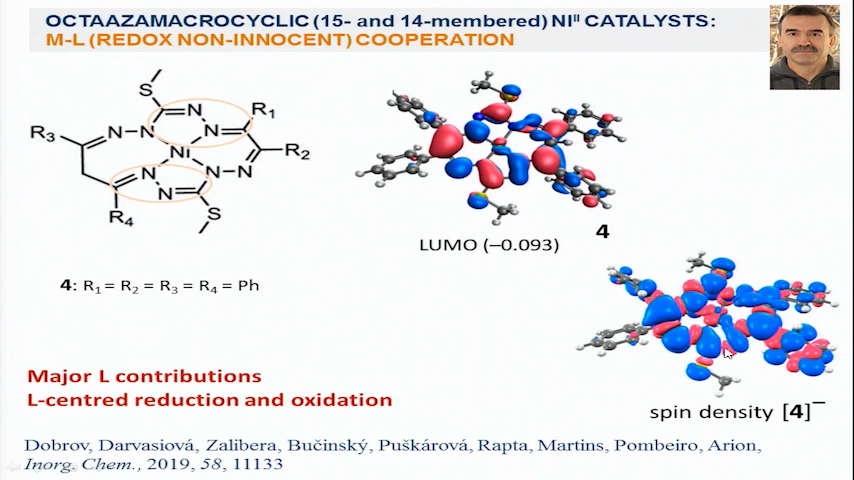 OCTAAZAMACROCYCLIC (15- and 14-membered) NIᴵᴵ CATALYSTS:
M-L (REDOX NON-INNOCENT) COOPERATION
S
N
N
R₁
R₃
N
N
N
Ni
R₂
N
N
N
N
R₄
S
4
LUMO (–0.093)
4: R₁ = R₂ = R₃ = R₄ = Ph
Major L contributions
L-centred reduction and oxidation
spin density [4]⁻
Dobrov, Darvasiová, Zalibera, Bučinský, Puškárová, Rapta, Martins, Pombeiro, Arion,
Inorg. Chem., 2019, 58, 11133